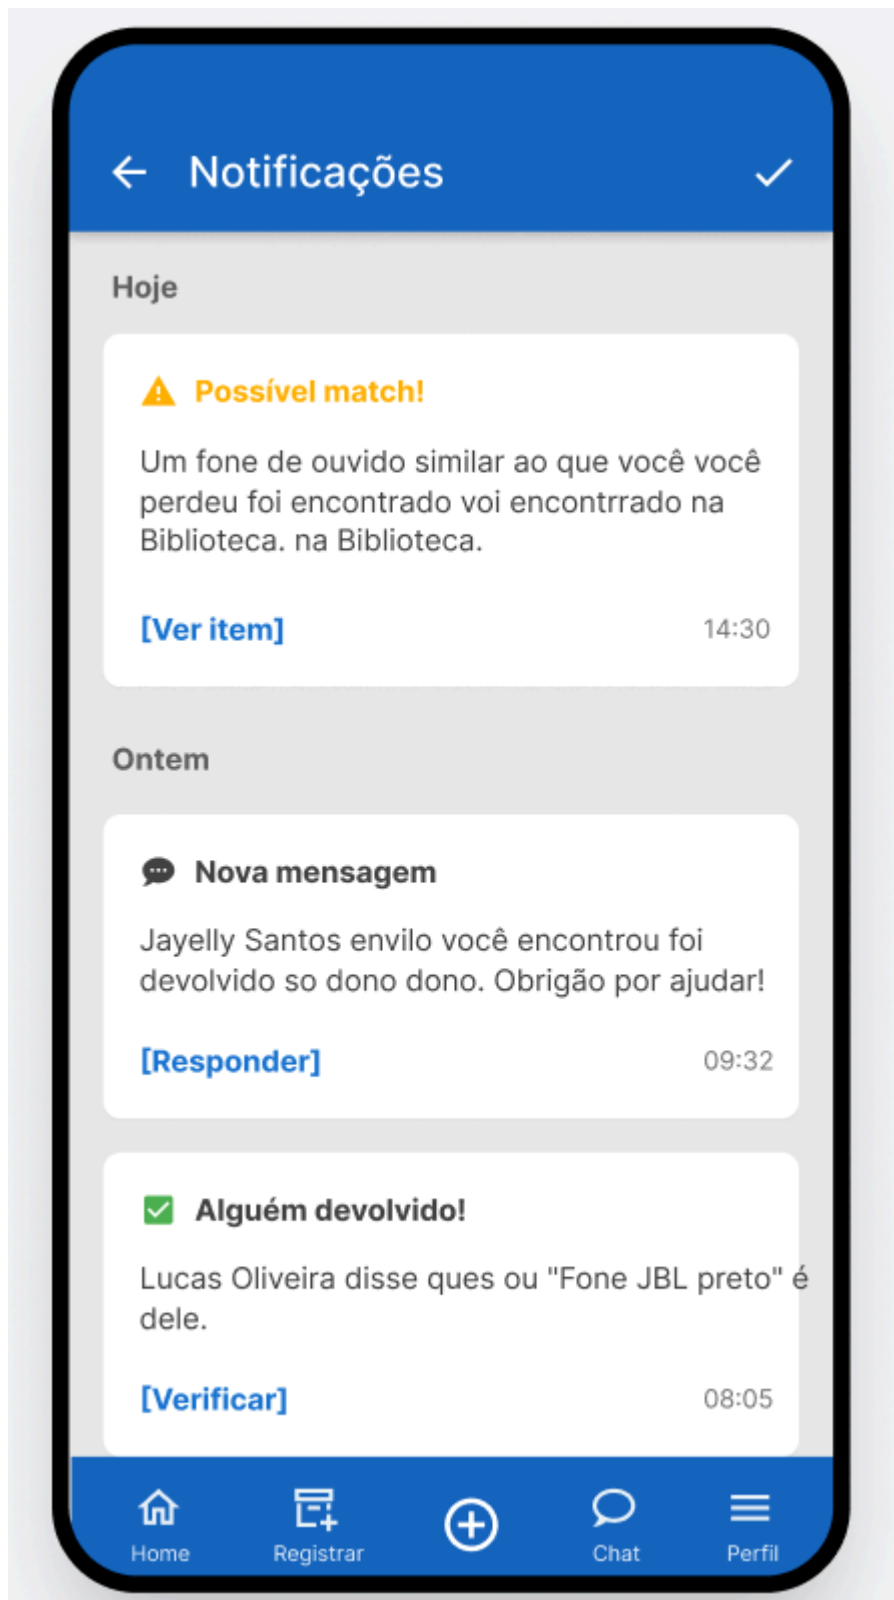 Notificações
Hoje
Possível match!
Um fone de ouvido similar ao que você você
perdeu foi encontrado voi encontrrado na
Biblioteca. na Biblioteca.
[Ver item]
14:30
Ontem
Nova mensagem
Jayelly Santos envilo você encontrou foi
devolvido so dono dono. Obrigão por ajudar!
[Responder]
09:32
Alguém devolvido!
Lucas Oliveira disse ques ou "Fone JBL preto" é
dele.
[Verificar]
08:05
Home
Registrar
Chat
Perfil